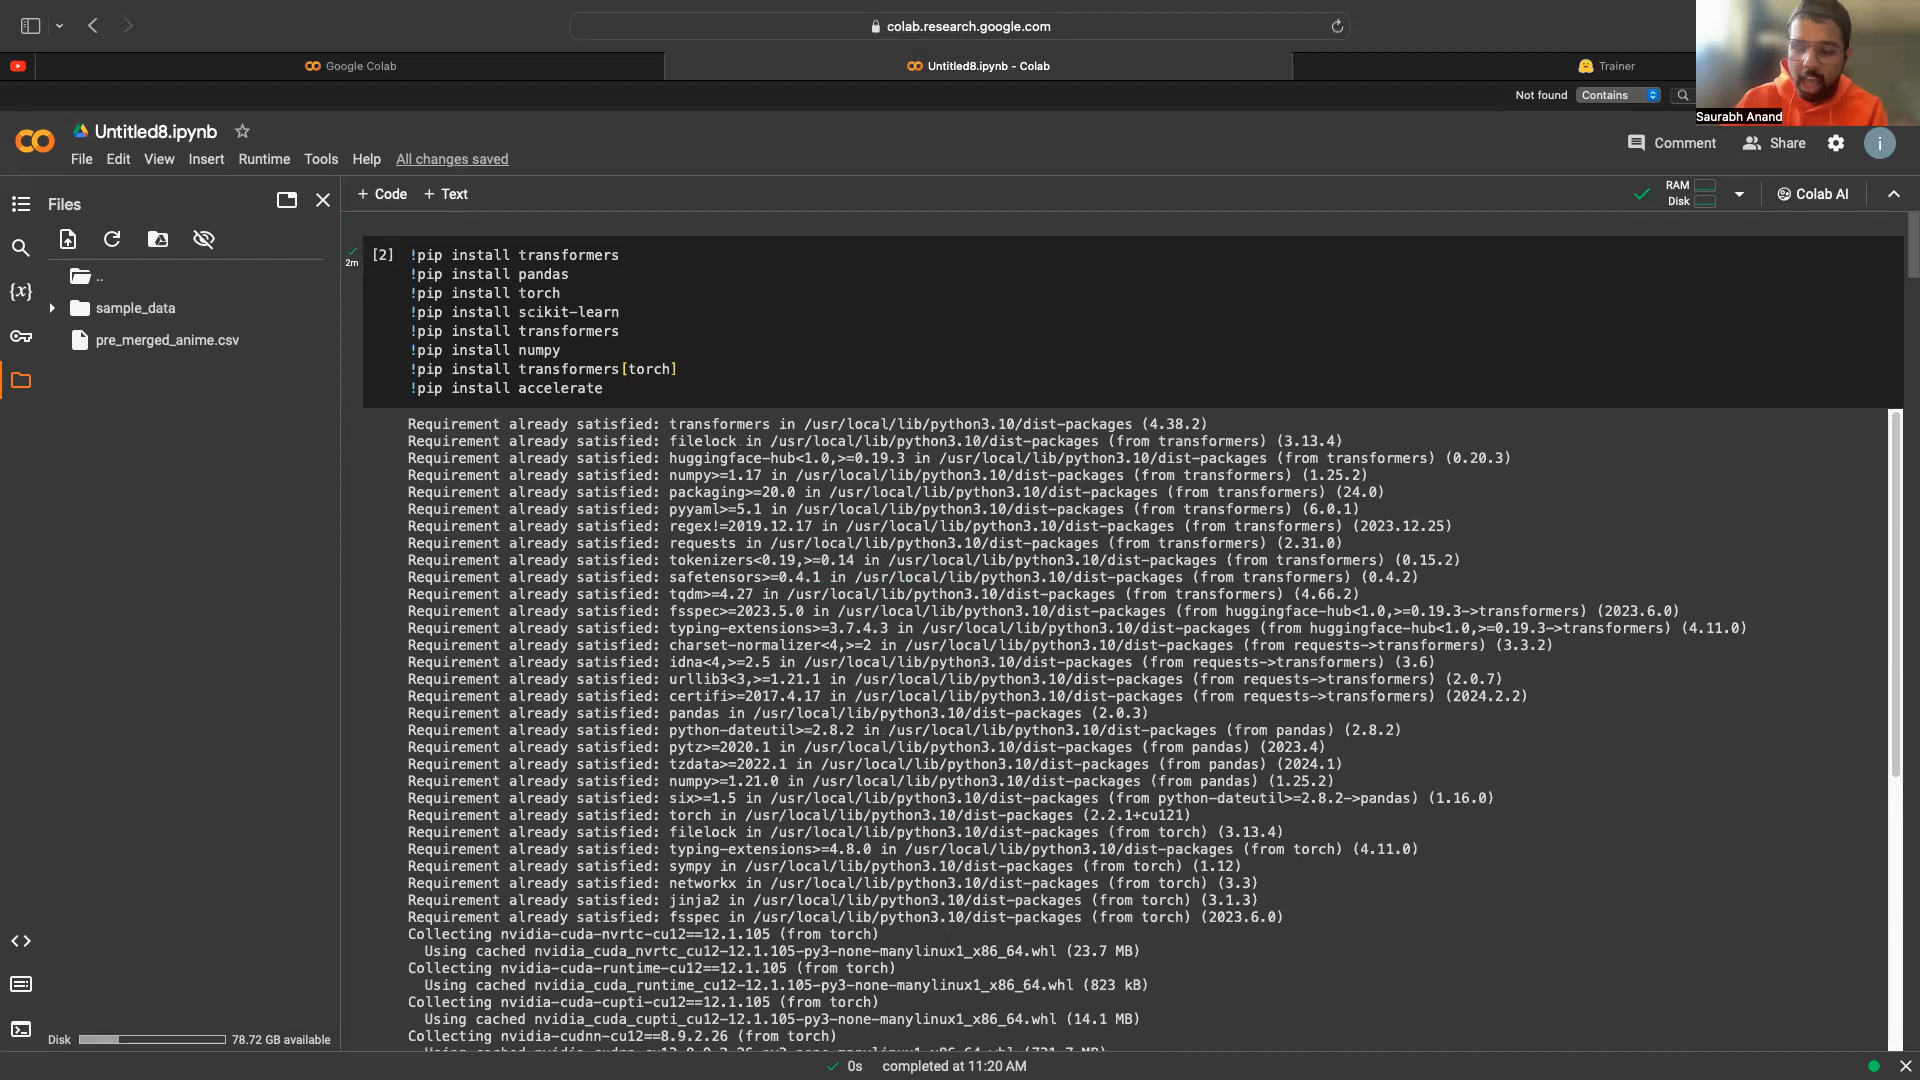 colab.research.google.com
Google Colab
Untitled8.ipynb - Colab
Trainer
Not found
Contains
Saurabh Anand
CO
Untitled8.ipynb
File Edit View Insert Runtime Tools Help All changes saved
Comment
Share
i
Files
+ Code + Text
RAM
Disk
Colab AI
..
sample_data
pre_merged_anime.csv
{x}
2m
[2]
!pip install transformers
!pip install pandas
!pip install torch
!pip install scikit-learn
!pip install transformers
!pip install numpy
!pip install transformers[torch]
!pip install accelerate
Requirement already satisfied: transformers in /usr/local/lib/python3.10/dist-packages (4.38.2)
Requirement already satisfied: filelock in /usr/local/lib/python3.10/dist-packages (from transformers) (3.13.4)
Requirement already satisfied: huggingface-hub<1.0,>=0.19.3 in /usr/local/lib/python3.10/dist-packages (from transformers) (0.20.3)
Requirement already satisfied: numpy>=1.17 in /usr/local/lib/python3.10/dist-packages (from transformers) (1.25.2)
Requirement already satisfied: packaging>=20.0 in /usr/local/lib/python3.10/dist-packages (from transformers) (24.0)
Requirement already satisfied: pyyaml>=5.1 in /usr/local/lib/python3.10/dist-packages (from transformers) (6.0.1)
Requirement already satisfied: regex!=2019.12.17 in /usr/local/lib/python3.10/dist-packages (from transformers) (2023.12.25)
Requirement already satisfied: requests in /usr/local/lib/python3.10/dist-packages (from transformers) (2.31.0)
Requirement already satisfied: tokenizers<0.19,>=0.14 in /usr/local/lib/python3.10/dist-packages (from transformers) (0.15.2)
Requirement already satisfied: safetensors>=0.4.1 in /usr/local/lib/python3.10/dist-packages (from transformers) (0.4.2)
Requirement already satisfied: tqdm>=4.27 in /usr/local/lib/python3.10/dist-packages (from transformers) (4.66.2)
Requirement already satisfied: fsspec>=2023.5.0 in /usr/local/lib/python3.10/dist-packages (from huggingface-hub<1.0,>=0.19.3->transformers) (2023.6.0)
Requirement already satisfied: typing-extensions>=3.7.4.3 in /usr/local/lib/python3.10/dist-packages (from huggingface-hub<1.0,>=0.19.3->transformers) (4.11.0)
Requirement already satisfied: charset-normalizer<4,>=2 in /usr/local/lib/python3.10/dist-packages (from requests->transformers) (3.3.2)
Requirement already satisfied: idna<4,>=2.5 in /usr/local/lib/python3.10/dist-packages (from requests->transformers) (3.6)
Requirement already satisfied: urllib3<3,>=1.21.1 in /usr/local/lib/python3.10/dist-packages (from requests->transformers) (2.0.7)
Requirement already satisfied: certifi>=2017.4.17 in /usr/local/lib/python3.10/dist-packages (from requests->transformers) (2024.2.2)
Requirement already satisfied: pandas in /usr/local/lib/python3.10/dist-packages (2.0.3)
Requirement already satisfied: python-dateutil>=2.8.2 in /usr/local/lib/python3.10/dist-packages (from pandas) (2.8.2)
Requirement already satisfied: pytz>=2020.1 in /usr/local/lib/python3.10/dist-packages (from pandas) (2023.4)
Requirement already satisfied: tzdata>=2022.1 in /usr/local/lib/python3.10/dist-packages (from pandas) (2024.1)
Requirement already satisfied: numpy>=1.21.0 in /usr/local/lib/python3.10/dist-packages (from pandas) (1.25.2)
Requirement already satisfied: six>=1.5 in /usr/local/lib/python3.10/dist-packages (from python-dateutil>=2.8.2->pandas) (1.16.0)
Requirement already satisfied: torch in /usr/local/lib/python3.10/dist-packages (2.2.1+cu121)
Requirement already satisfied: filelock in /usr/local/lib/python3.10/dist-packages (from torch) (3.13.4)
Requirement already satisfied: typing-extensions>=4.8.0 in /usr/local/lib/python3.10/dist-packages (from torch) (4.11.0)
Requirement already satisfied: sympy in /usr/local/lib/python3.10/dist-packages (from torch) (1.12)
Requirement already satisfied: networkx in /usr/local/lib/python3.10/dist-packages (from torch) (3.3)
Requirement already satisfied: jinja2 in /usr/local/lib/python3.10/dist-packages (from torch) (3.1.3)
Requirement already satisfied: fsspec in /usr/local/lib/python3.10/dist-packages (from torch) (2023.6.0)
Collecting nvidia-cuda-nvrtc-cu12==12.1.105 (from torch)
Using cached nvidia_cuda_nvrtc_cu12-12.1.105-py3-none-manylinux1_x86_64.whl (23.7 MB)
Collecting nvidia-cuda-runtime-cu12==12.1.105 (from torch)
Using cached nvidia_cuda_runtime_cu12-12.1.105-py3-none-manylinux1_x86_64.whl (823 kB)
Collecting nvidia-cuda-cupti-cu12==12.1.105 (from torch)
Using cached nvidia_cuda_cupti_cu12-12.1.105-py3-none-manylinux1_x86_64.whl (14.1 MB)
Collecting nvidia-cudnn-cu12==8.9.2.26 (from torch)
Disk
78.72 GB available
0s completed at 11:20 AM